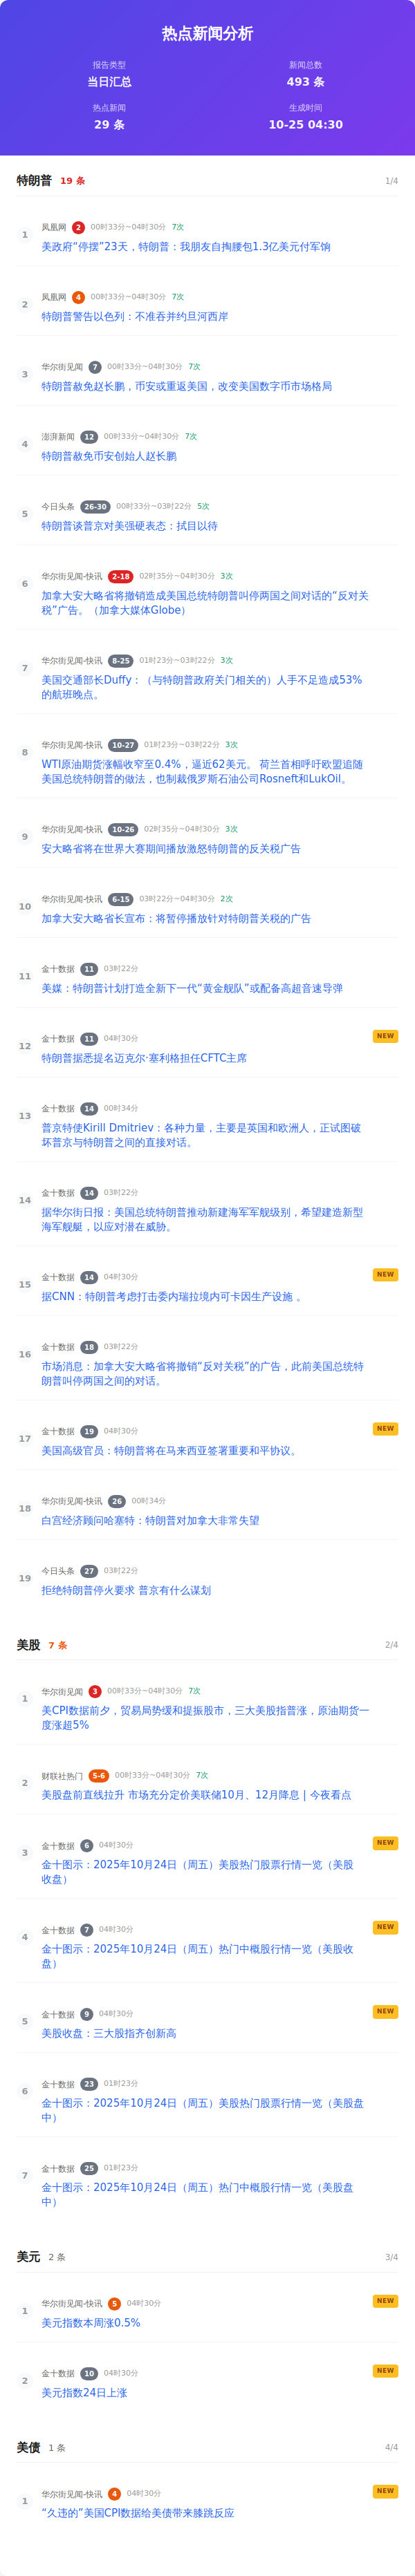 热点新闻分析
报告类型
当日汇总
新闻总数
493 条
热点新闻
29 条
生成时间
10-25 04:30
特朗普 19 条 1/4
1 凤凰网 2 00时33分~04时30分 7次
美政府“停摆”23天，特朗普：我朋友自掏腰包1.3亿美元付军饷
2 凤凰网 4 00时33分~04时30分 7次
特朗普警告以色列：不准吞并约旦河西岸
3 华尔街见闻 7 00时33分~04时30分 7次
特朗普赦免赵长鹏，币安或重返美国，改变美国数字币市场格局
4 澎湃新闻 12 00时33分~04时30分 7次
特朗普赦免币安创始人赵长鹏
5 今日头条 26-30 00时33分~03时22分 5次
特朗普谈普京对美强硬表态：拭目以待
6 华尔街见闻-快讯 2-18 02时35分~04时30分 3次
加拿大安大略省将撤销造成美国总统特朗普叫停两国之间对话的“反对关
税”广告。（加拿大媒体Globe）
7 华尔街见闻-快讯 8-25 01时23分~03时22分 3次
美国交通部长Duffy：（与特朗普政府关门相关的）人手不足造成53%
的航班晚点。
8 华尔街见闻-快讯 10-27 01时23分~03时22分 3次
WTI原油期货涨幅收窄至0.4%，逼近62美元。 荷兰首相呼吁欧盟追随
美国总统特朗普的做法，也制裁俄罗斯石油公司Rosneft和LukOil。
9 华尔街见闻-快讯 10-26 02时35分~04时30分 3次
安大略省将在世界大赛期间播放激怒特朗普的反关税广告
10 华尔街见闻-快讯 6-15 03时22分~04时30分 2次
加拿大安大略省长宣布：将暂停播放针对特朗普关税的广告
11 金十数据 11 03时22分
美媒：特朗普计划打造全新下一代“黄金舰队”或配备高超音速导弹
12 金十数据 11 04时30分 NEW
特朗普据悉提名迈克尔·塞利格担任CFTC主席
13 金十数据 14 00时34分
普京特使Kirill Dmitriev：各种力量，主要是英国和欧洲人，正试图破
坏普京与特朗普之间的直接对话。
14 金十数据 14 03时22分
据华尔街日报：美国总统特朗普推动新建海军军舰级别，希望建造新型
海军舰艇，以应对潜在威胁。
15 金十数据 14 04时30分 NEW
据CNN：特朗普考虑打击委内瑞拉境内可卡因生产设施 。
16 金十数据 18 03时22分
市场消息：加拿大安大略省将撤销“反对关税”的广告，此前美国总统特
朗普叫停两国之间的对话。
17 金十数据 19 04时30分 NEW
美国高级官员：特朗普将在马来西亚签署重要和平协议。
18 华尔街见闻-快讯 26 00时34分
白宫经济顾问哈塞特：特朗普对加拿大非常失望
19 今日头条 27 03时22分
拒绝特朗普停火要求 普京有什么谋划
美股 7 条 2/4
1 华尔街见闻 3 00时33分~04时30分 7次
美CPI数据前夕，贸易局势缓和提振股市，三大美股指普涨，原油期货一
度涨超5%
2 财联社热门 5-6 00时33分~04时30分 7次
美股盘前直线拉升 市场充分定价美联储10月、12月降息 | 今夜看点
3 金十数据 6 04时30分 NEW
金十图示：2025年10月24日（周五）美股热门股票行情一览（美股
收盘）
4 金十数据 7 04时30分 NEW
金十图示：2025年10月24日（周五）热门中概股行情一览（美股收
盘）
5 金十数据 9 04时30分 NEW
美股收盘：三大股指齐创新高
6 金十数据 23 01时23分
金十图示：2025年10月24日（周五）美股热门股票行情一览（美股盘
中）
7 金十数据 25 01时23分
金十图示：2025年10月24日（周五）热门中概股行情一览（美股盘
中）
美元 2 条 3/4
1 华尔街见闻-快讯 5 04时30分 NEW
美元指数本周涨0.5%
2 金十数据 10 04时30分 NEW
美元指数24日上涨
美债 1 条 4/4
1 华尔街见闻-快讯 4 04时30分 NEW
“久违的”美国CPI数据给美债带来膝跳反应